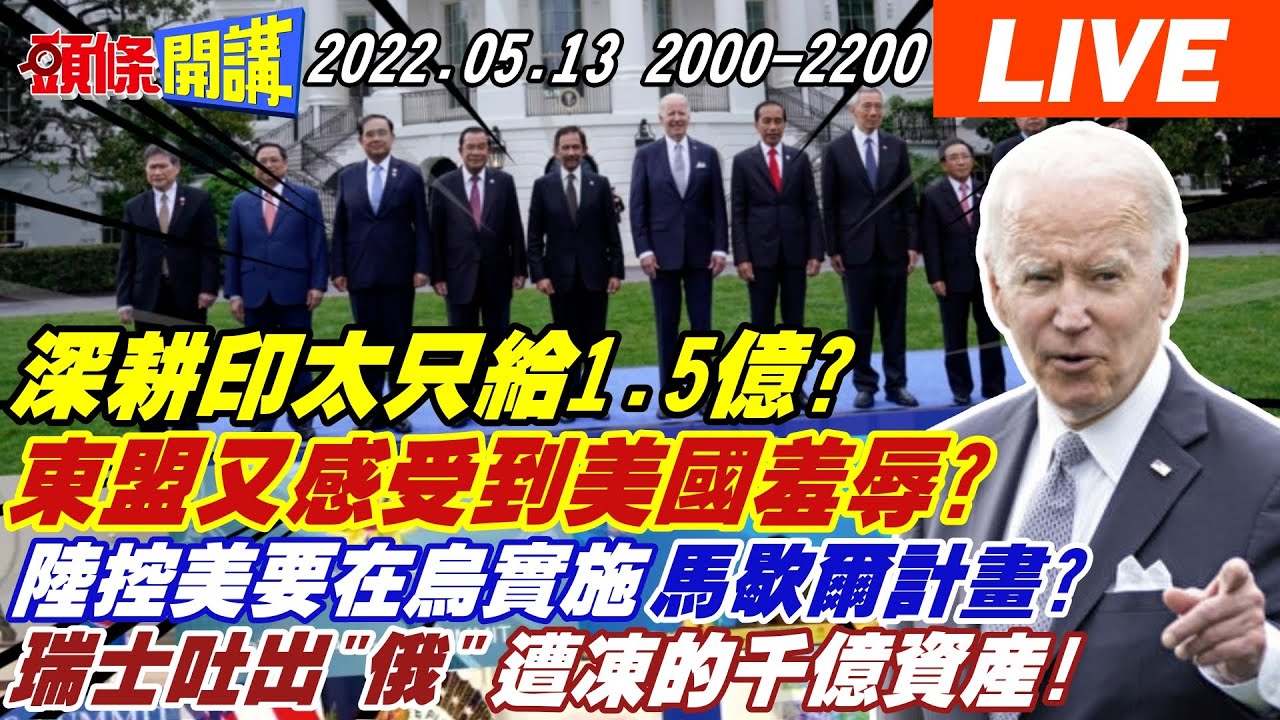 頭條開講 2022.05.13 2000-2200 LIVE
深耕印太只給1.5億?
東盟又感受到美國羞辱?
陸控美要在烏實施馬歇爾計畫?
瑞士吐出"俄"遭凍的千億資產!